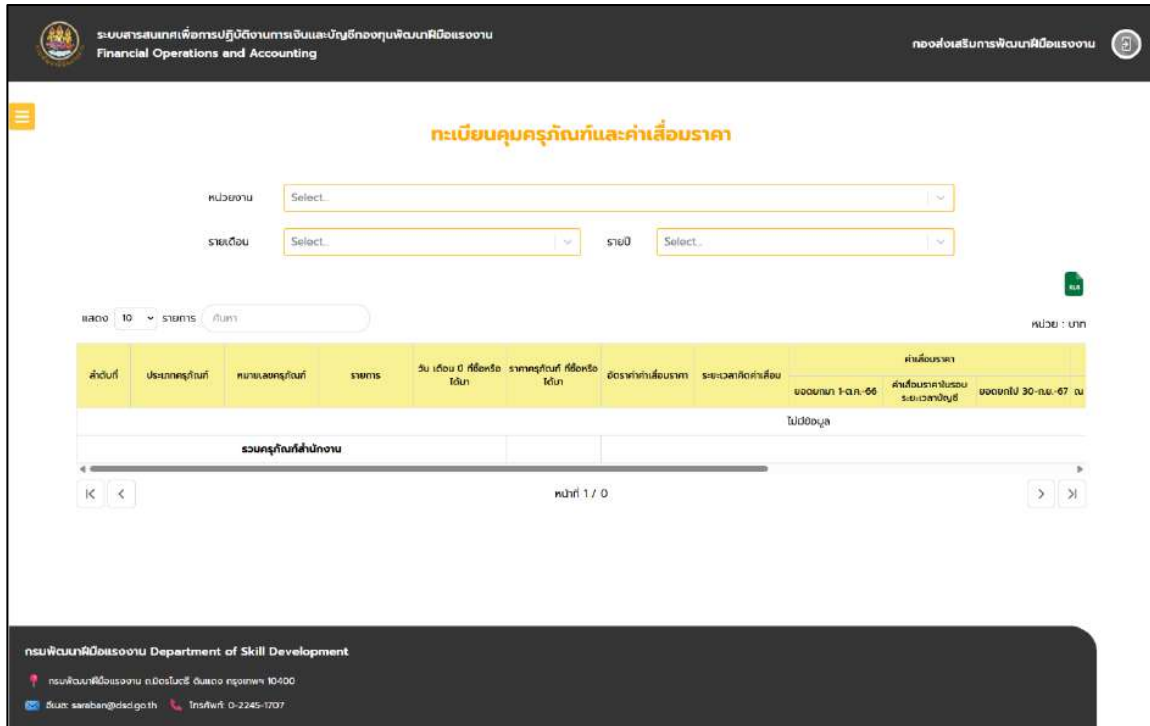 ระบบสารสนเทศเพื่อการปฏิบัติงานการเงินและบัญชีกองทุนพัฒนาฝีมือแรงงาน
Financial Operations and Accounting
กองส่งเสริมการพัฒนาฝีมือแรงงาน
ทะเบียนคุมครุภัณฑ์และค่าเสื่อมราคา
หน่วยงาน Select...
รายเดือน Select... รายปี Select...
XLS
แสดง 10 รายการ ค้นหา
หน่วย : บาท
ลำดับที่ ประเภทครุภัณฑ์ หมายเลขครุภัณฑ์ รายการ วัน เดือน ปี ที่ซื้อหรือได้มา ราคาครุภัณฑ์ ที่ซื้อหรือได้มา อัตราค่าค่าเสื่อมราคา ระยะเวลาคิดค่าเสื่อม ค่าเสื่อมราคา
ยอดยกมา 1-ต.ค.-66 ค่าเสื่อมราคาในรอบระยะเวลาบัญชี ยอดยกไป 30-ก.ย.-67 ณ
ไม่มีข้อมูล
รวมครุภัณฑ์สำนักงาน
หน้าที่ 1 / 0
กรมพัฒนาฝีมือแรงงาน Department of Skill Development
กรมพัฒนาฝีมือแรงงาน ถ.มิตรไมตรี ดินแดง กรุงเทพฯ 10400
อีเมล: saraban@dsd.go.th โทรศัพท์: 0-2245-1707